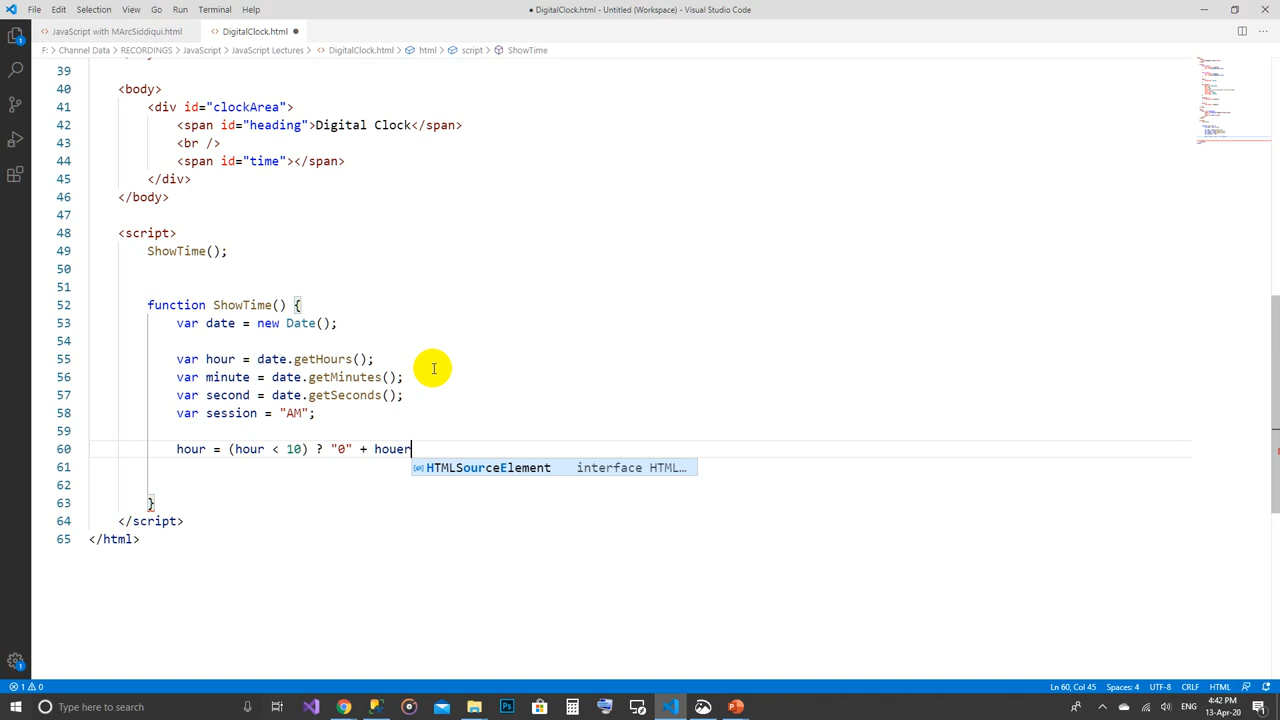 File Edit Selection View Go Run Terminal Help
● DigitalClock.html - Untitled (Workspace) - Visual Studio Code
JavaScript with MArcSiddiqui.html
DigitalClock.html ●
F: > Channel Data > RECORDINGS > JavaScript > JavaScript Lectures > DigitalClock.html > html > script > ShowTime
39
40 <body>
41 <div id="clockArea">
42 <span id="heading">Digital Clock</span>
43 <br />
44 <span id="time"></span>
45 </div>
46 </body>
47
48 <script>
49 ShowTime();
50
51
52 function ShowTime() {
53 var date = new Date();
54
55 var hour = date.getHours();
56 var minute = date.getMinutes();
57 var second = date.getSeconds();
58 var session = "AM";
59
60 hour = (hour < 10) ? "0" + houer
HTMLSourceElement interface HTML…
61
62
63 }
64 </script>
65 </html>
1
1
1 0
Ln 60, Col 45 Spaces: 4 UTF-8 CRLF HTML
Type here to search
Ps
ENG
4:42 PM
13-Apr-20